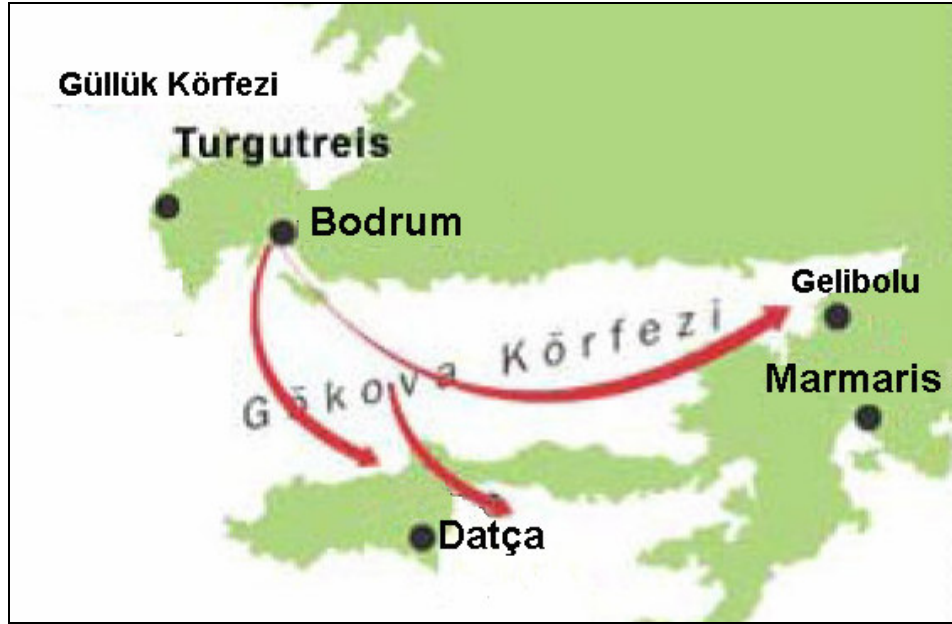 Güllük Körfezi
Turgutreis
Bodrum
Gelibolu
Gökova Körfezi
Marmaris
Datça